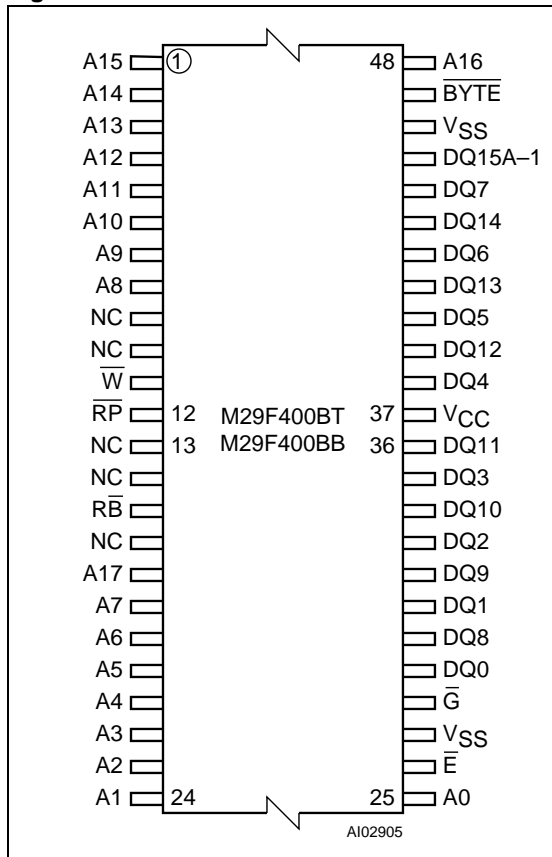 A15 1 48 A16
A14 B̅Y̅T̅E̅
A13 VSS
A12 DQ15A–1
A11 DQ7
A10 DQ14
A9 DQ6
A8 DQ13
NC DQ5
NC DQ12
W̅ DQ4
R̅P̅ 12 M29F400BT 37 VCC
NC 13 M29F400BB 36 DQ11
NC DQ3
RB̅ DQ10
NC DQ2
A17 DQ9
A7 DQ1
A6 DQ8
A5 DQ0
A4 G̅
A3 VSS
A2 E̅
A1 24 25 A0
AI02905